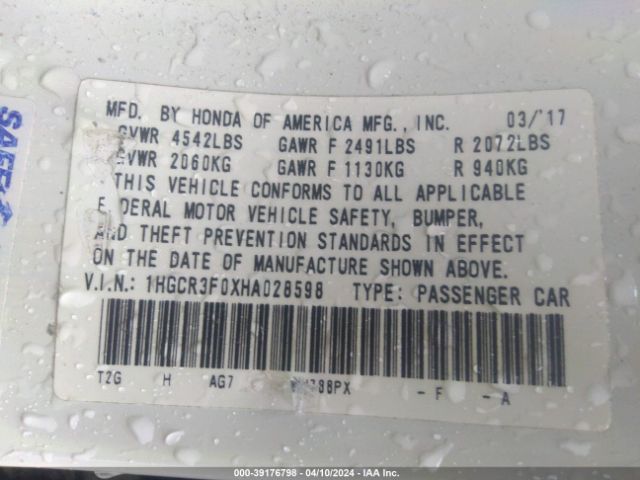 MFD. BY HONDA OF AMERICA MFG., INC. 03/'17
GVWR 4542LBS GAWR F 2491LBS R 2072LBS
GVWR 2060KG GAWR F 1130KG R 940KG
THIS VEHICLE CONFORMS TO ALL APPLICABLE
FEDERAL MOTOR VEHICLE SAFETY, BUMPER,
AND THEFT PREVENTION STANDARDS IN EFFECT
ON THE DATE OF MANUFACTURE SHOWN ABOVE.
V.I.N.: 1HGCR3F0XHA028598 TYPE: PASSENGER CAR
T2G H AG7 - F - A
000-39176798 - 04/10/2024 - IAA Inc.